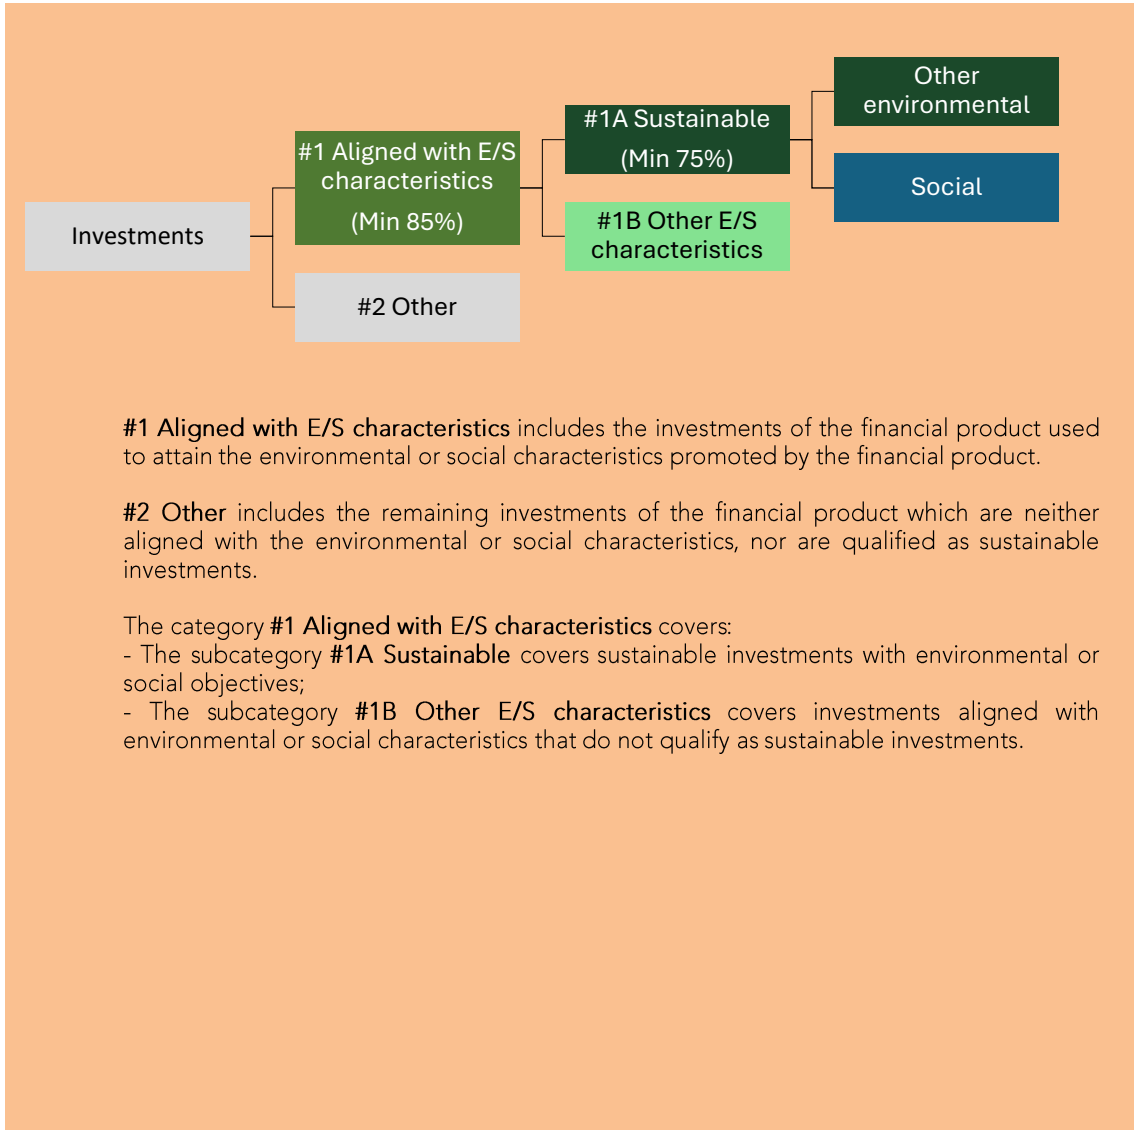 Investments
#1 Aligned with E/S
characteristics
(Min 85%)
#2 Other
#1A Sustainable
(Min 75%)
#1B Other E/S
characteristics
Other
environmental
Social
#1 Aligned with E/S characteristics includes the investments of the financial product used
to attain the environmental or social characteristics promoted by the financial product.
#2 Other includes the remaining investments of the financial product which are neither
aligned with the environmental or social characteristics, nor are qualified as sustainable
investments.
The category #1 Aligned with E/S characteristics covers:
- The subcategory #1A Sustainable covers sustainable investments with environmental or
social objectives;
- The subcategory #1B Other E/S characteristics covers investments aligned with
environmental or social characteristics that do not qualify as sustainable investments.